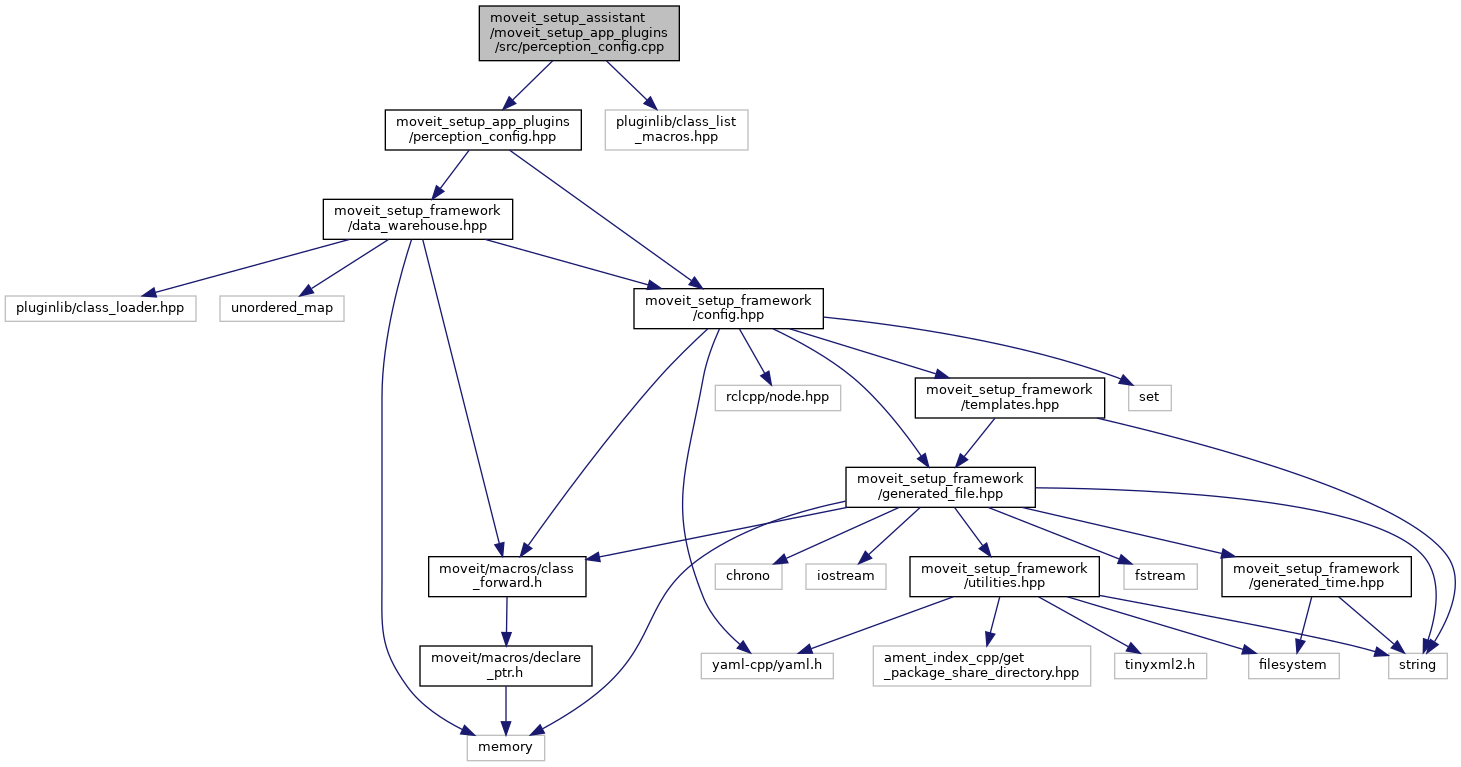 moveit_setup_assistant
/moveit_setup_app_plugins
/src/perception_config.cpp
moveit_setup_app_plugins
/perception_config.hpp
pluginlib/class_list
_macros.hpp
moveit_setup_framework
/data_warehouse.hpp
pluginlib/class_loader.hpp
unordered_map
moveit_setup_framework
/config.hpp
rclcpp/node.hpp
moveit_setup_framework
/templates.hpp
set
moveit_setup_framework
/generated_file.hpp
moveit/macros/class
_forward.h
chrono
iostream
moveit_setup_framework
/utilities.hpp
fstream
moveit_setup_framework
/generated_time.hpp
moveit/macros/declare
_ptr.h
yaml-cpp/yaml.h
ament_index_cpp/get
_package_share_directory.hpp
tinyxml2.h
filesystem
string
memory